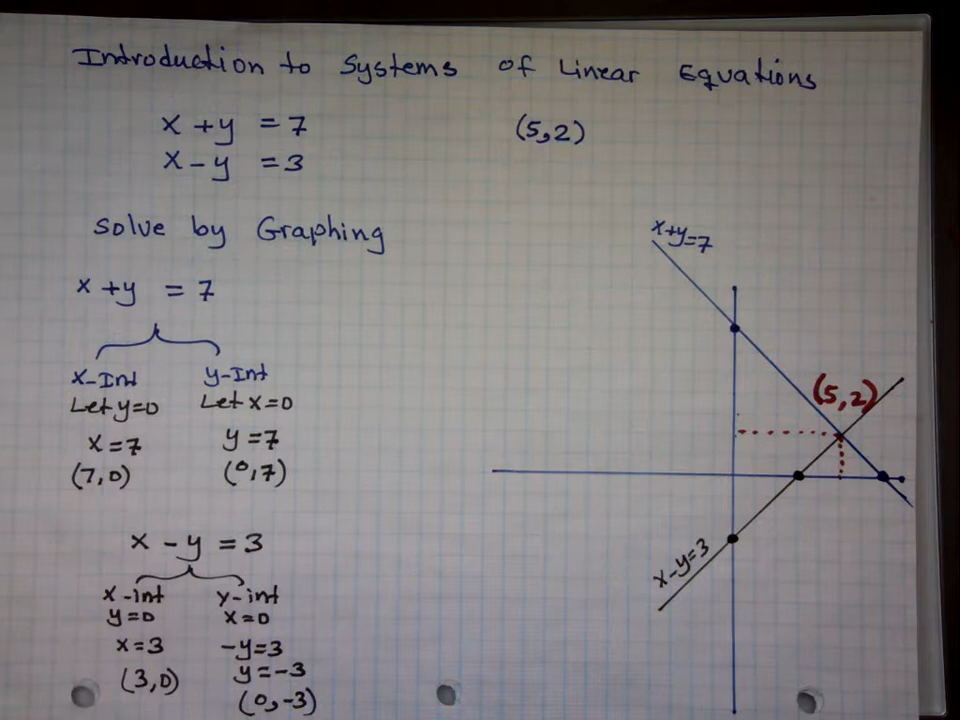 Introduction to Systems of Linear Equations
x + y = 7
(5,2)
x - y = 3
Solve by Graphing
x + y = 7
x-Int y-Int
Let y=0 Let x=0
x=7 y=7
(7,0) (0,7)
x - y = 3
x-int y-int
y=0 x=0
x=3 -y=3
(3,0) y=-3
(0,-3)
x+y=7
(5,2)
x-y=3